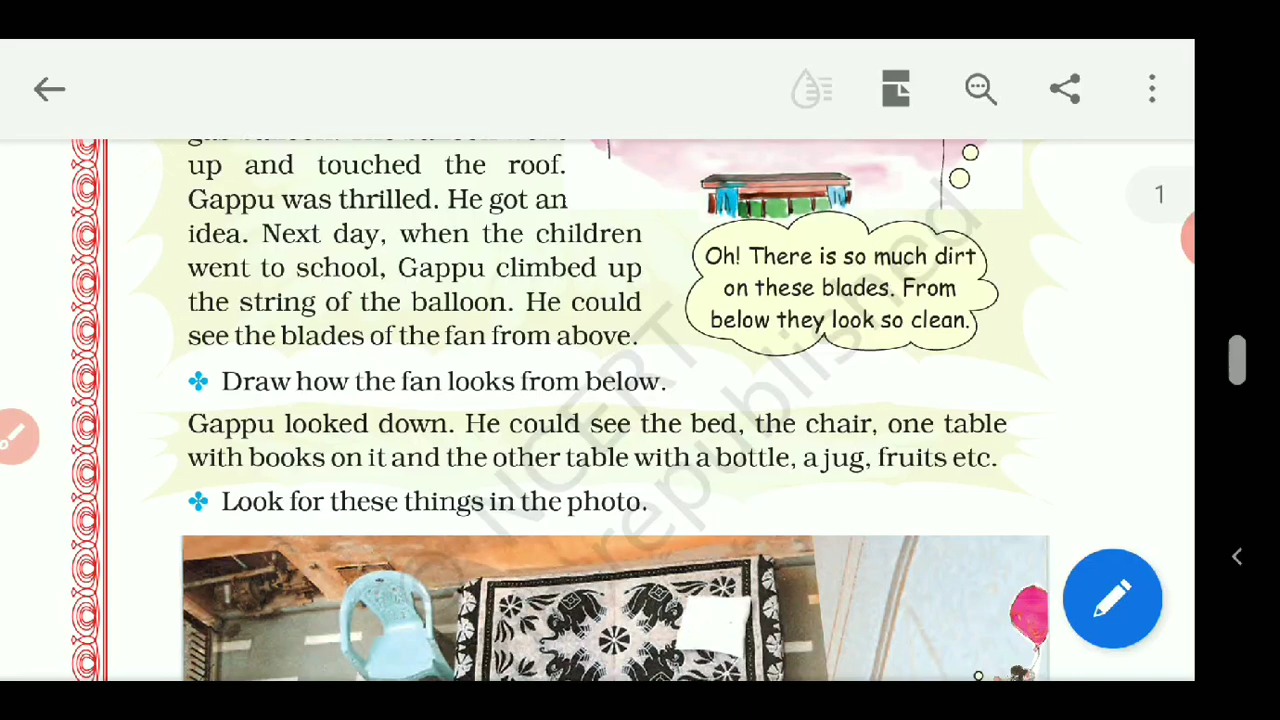 up and touched the roof.
Gappu was thrilled. He got an
idea. Next day, when the children
went to school, Gappu climbed up
the string of the balloon. He could
see the blades of the fan from above.
Oh! There is so much dirt
on these blades. From
below they look so clean.
Draw how the fan looks from below.
Gappu looked down. He could see the bed, the chair, one table
with books on it and the other table with a bottle, a jug, fruits etc.
Look for these things in the photo.
1
© NCERT
republished